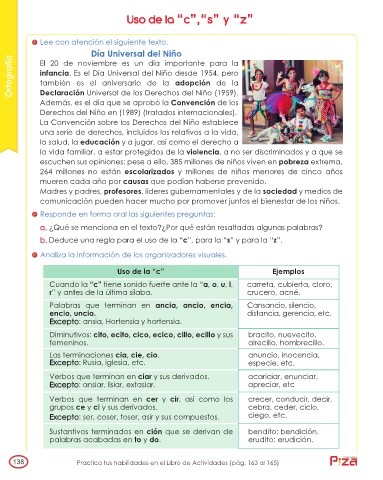 Uso de la "c", "s" y "z"
Ortografía
Lee con atención el siguiente texto.
Día Universal del Niño
El 20 de noviembre es un día importante para la
infancia. Es el Día Universal del Niño desde 1954, pero
también es el aniversario de la adopción de la
Declaración Universal de los Derechos del Niño (1959).
Además, es el día que se aprobó la Convención de los
Derechos del Niño en (1989) (tratados internacionales).
La Convención sobre los Derechos del Niño establece
una serie de derechos, incluidos los relativos a la vida,
la salud, la educación y a jugar, así como el derecho a
la vida familiar, a estar protegidos de la violencia, a no ser discriminados y a que se
escuchen sus opiniones; pese a ello, 385 millones de niños viven en pobreza extrema,
264 millones no están escolarizados y millones de niños menores de cinco años
mueren cada año por causas que podían haberse prevenido.
Madres y padres, profesores, líderes gubernamentales y de la sociedad y medios de
comunicación pueden hacer mucho por promover juntos el bienestar de los niños.
Responde en forma oral las siguientes preguntas:
a. ¿Qué se menciona en el texto?¿Por qué están resaltadas algunas palabras?
b. Deduce una regla para el uso de la "c", para la "s" y para la "z".
Analiza la información de los organizadores visuales.
Uso de la "c" Ejemplos
Cuando la "c" tiene sonido fuerte ante la "a, o, u, l, carreta, cubierta, cloro,
r" y antes de la última sílaba. crucero, acné.
Palabras que terminan en ancia, ancio, encia, Cansancio, silencio,
encio, uncio. distancia, gerencia, etc.
Excepto: ansia, Hortensia y hortensia.
Diminutivos: cito, ecito, cico, ecico, cillo, ecillo y sus bracito, nuevecito,
femeninos. airecillo, hombrecillo.
Las terminaciones cia, cie, cio. anuncio, inocencia,
Excepto: Rusia, iglesia, etc. especie, etc.
Verbos que terminan en ciar y sus derivados. acariciar, enunciar,
Excepto: ansiar, lisiar, extasiar. apreciar, etc
Verbos que terminan en cer y cir, así como los crecer, conducir, decir,
grupos ce y ci y sus derivados. cebra, ceder, ciclo,
Excepto: ser, coser, toser, asir y sus compuestos. ciego, etc.
Sustantivos terminados en ción que se derivan de bendito: bendición,
palabras acabadas en to y do. erudito: erudición.
138
Practica tus habilidades en el Libro de Actividades (pág. 163 al 165)
Pizza